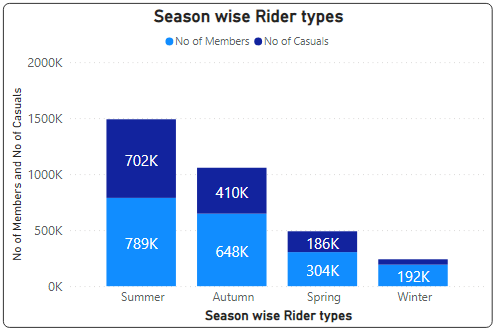 Season wise Rider types
No of Members No of Casuals
No of Members and No of Casuals
2000K
1500K
1000K
500K
0K
702K
789K
410K
648K
186K
304K
192K
Summer Autumn Spring Winter
Season wise Rider types